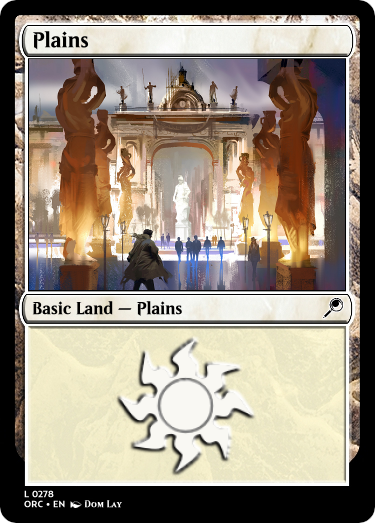 Plains
Basic Land — Plains
L 0278
ORC • EN Dom Lay